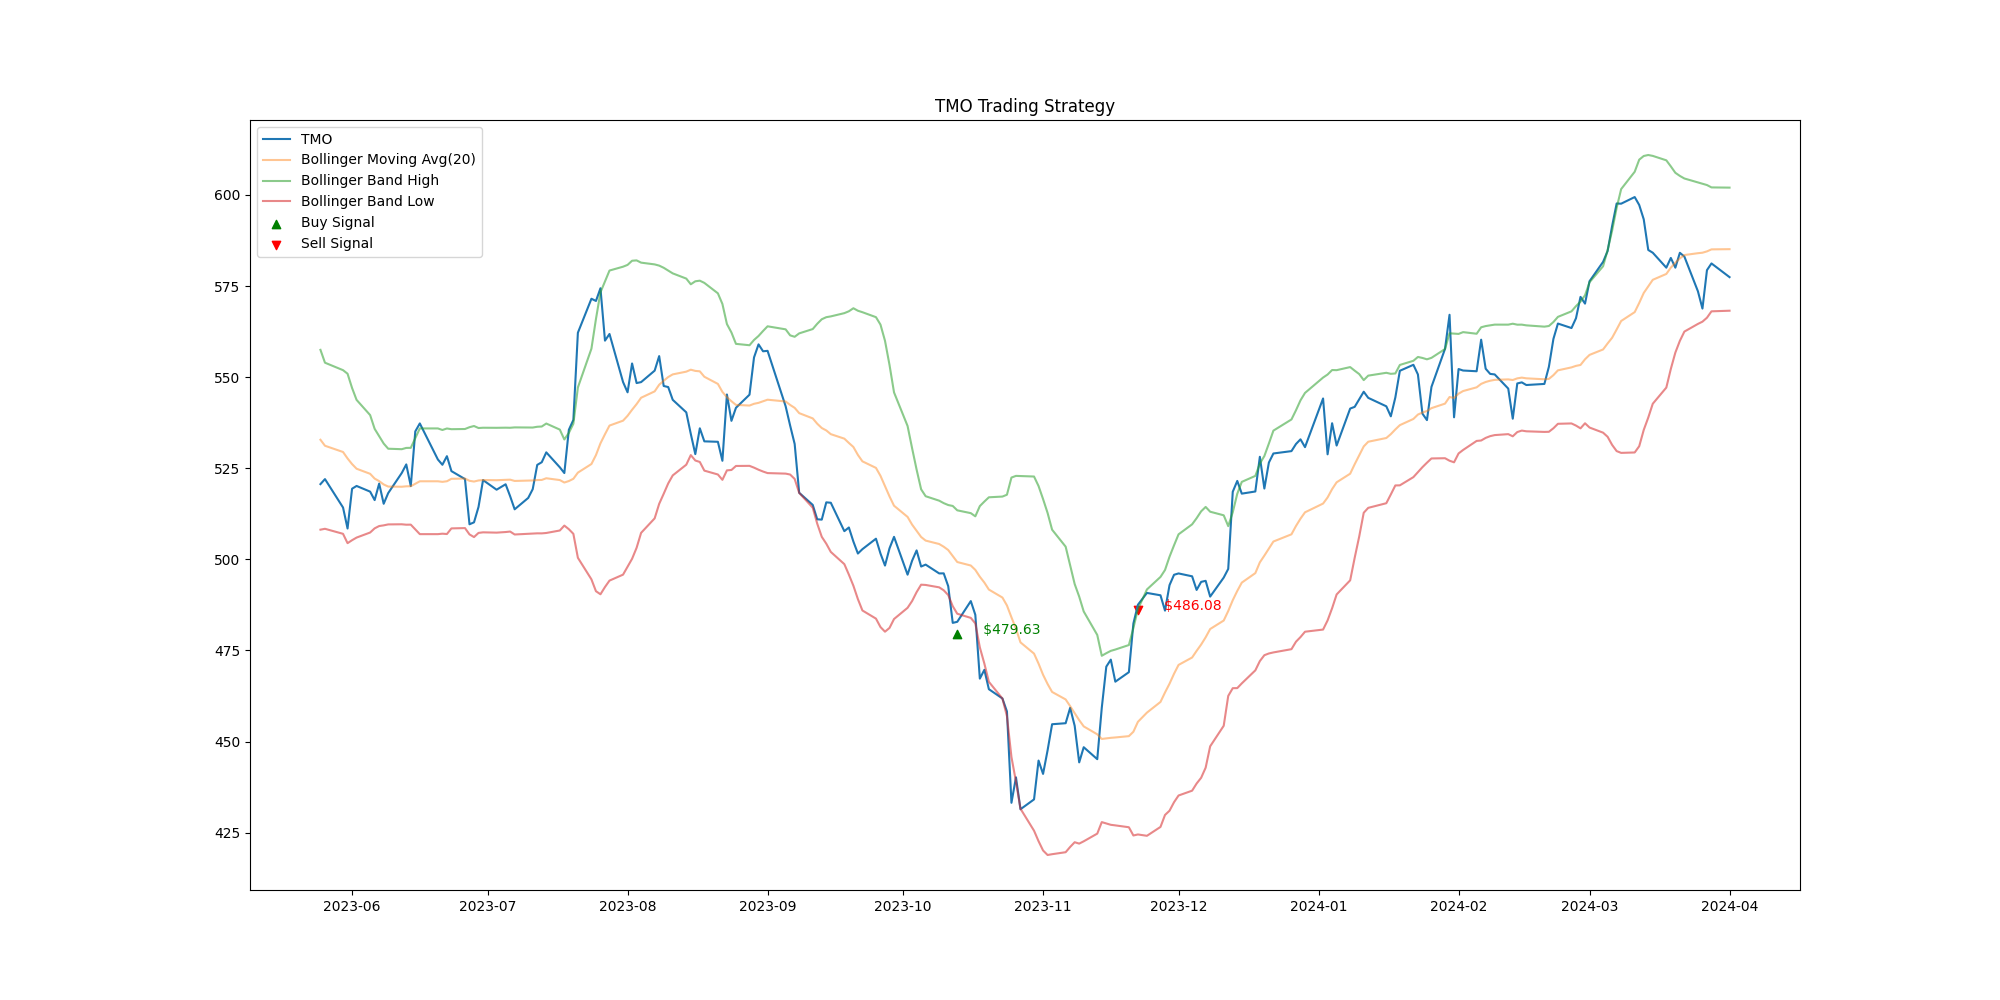 TMO Trading Strategy
TMO
Bollinger Moving Avg(20)
Bollinger Band High
Bollinger Band Low
Buy Signal
Sell Signal
600
575
550
525
500
475
450
425
$486.08
$479.63
2023-06 2023-07 2023-08 2023-09 2023-10 2023-11 2023-12 2024-01 2024-02 2024-03 2024-04